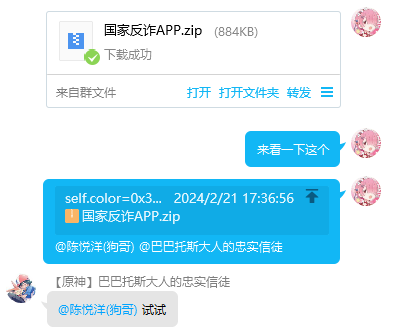 国家反诈APP.zip (884KB)
下载成功
来自群文件 打开 打开文件夹 转发
来看一下这个
self.color=0x3... 2024/2/21 17:36:56
国家反诈APP.zip
@陈悦洋(狗哥) @巴巴托斯大人的忠实信徒
【原神】巴巴托斯大人的忠实信徒
@陈悦洋(狗哥) 试试